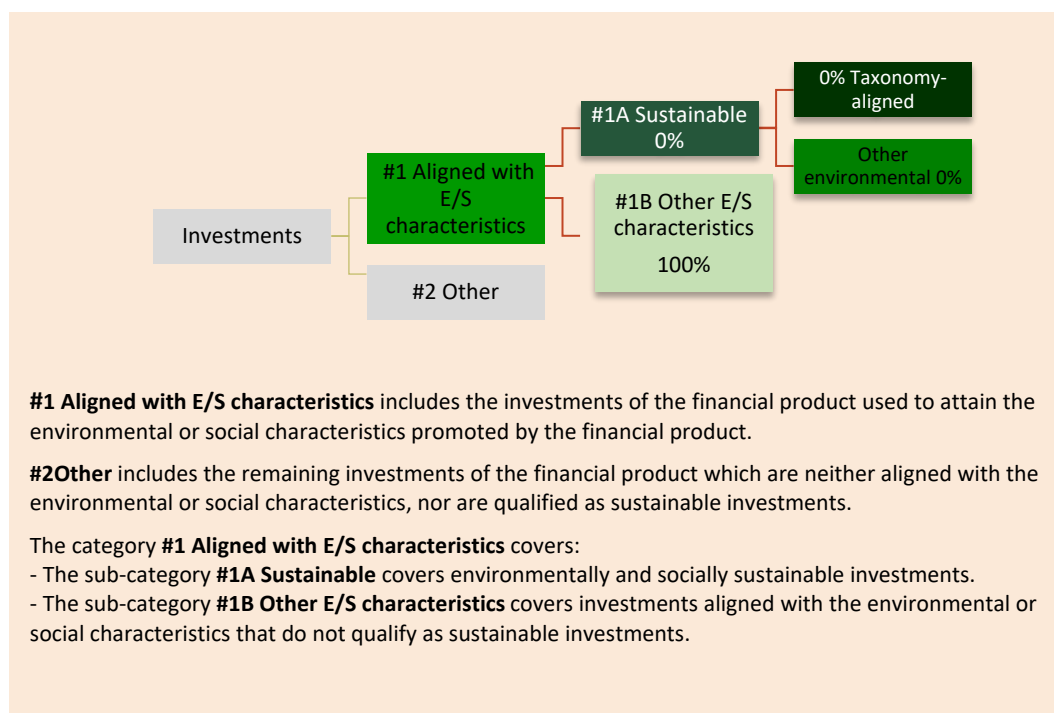 0% Taxonomy-
aligned
#1A Sustainable
0%
Other
environmental 0%
#1 Aligned with
E/S
characteristics
#1B Other E/S
characteristics
100%
Investments
#2 Other
#1 Aligned with E/S characteristics includes the investments of the financial product used to attain the
environmental or social characteristics promoted by the financial product.
#2Other includes the remaining investments of the financial product which are neither aligned with the
environmental or social characteristics, nor are qualified as sustainable investments.
The category #1 Aligned with E/S characteristics covers:
- The sub-category #1A Sustainable covers environmentally and socially sustainable investments.
- The sub-category #1B Other E/S characteristics covers investments aligned with the environmental or
social characteristics that do not qualify as sustainable investments.